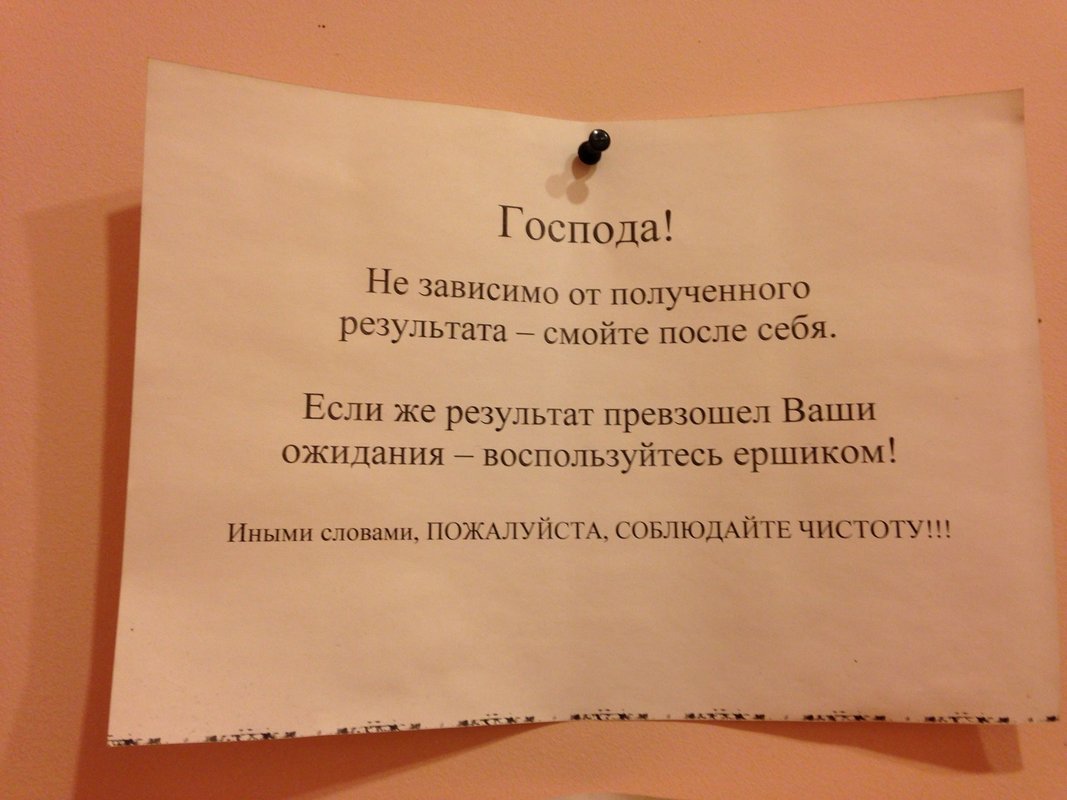 Господа!
Не зависимо от полученного
результата – смойте после себя.
Если же результат превзошел Ваши
ожидания – воспользуйтесь ершиком!
Иными словами, ПОЖАЛУЙСТА, СОБЛЮДАЙТЕ ЧИСТОТУ!!!